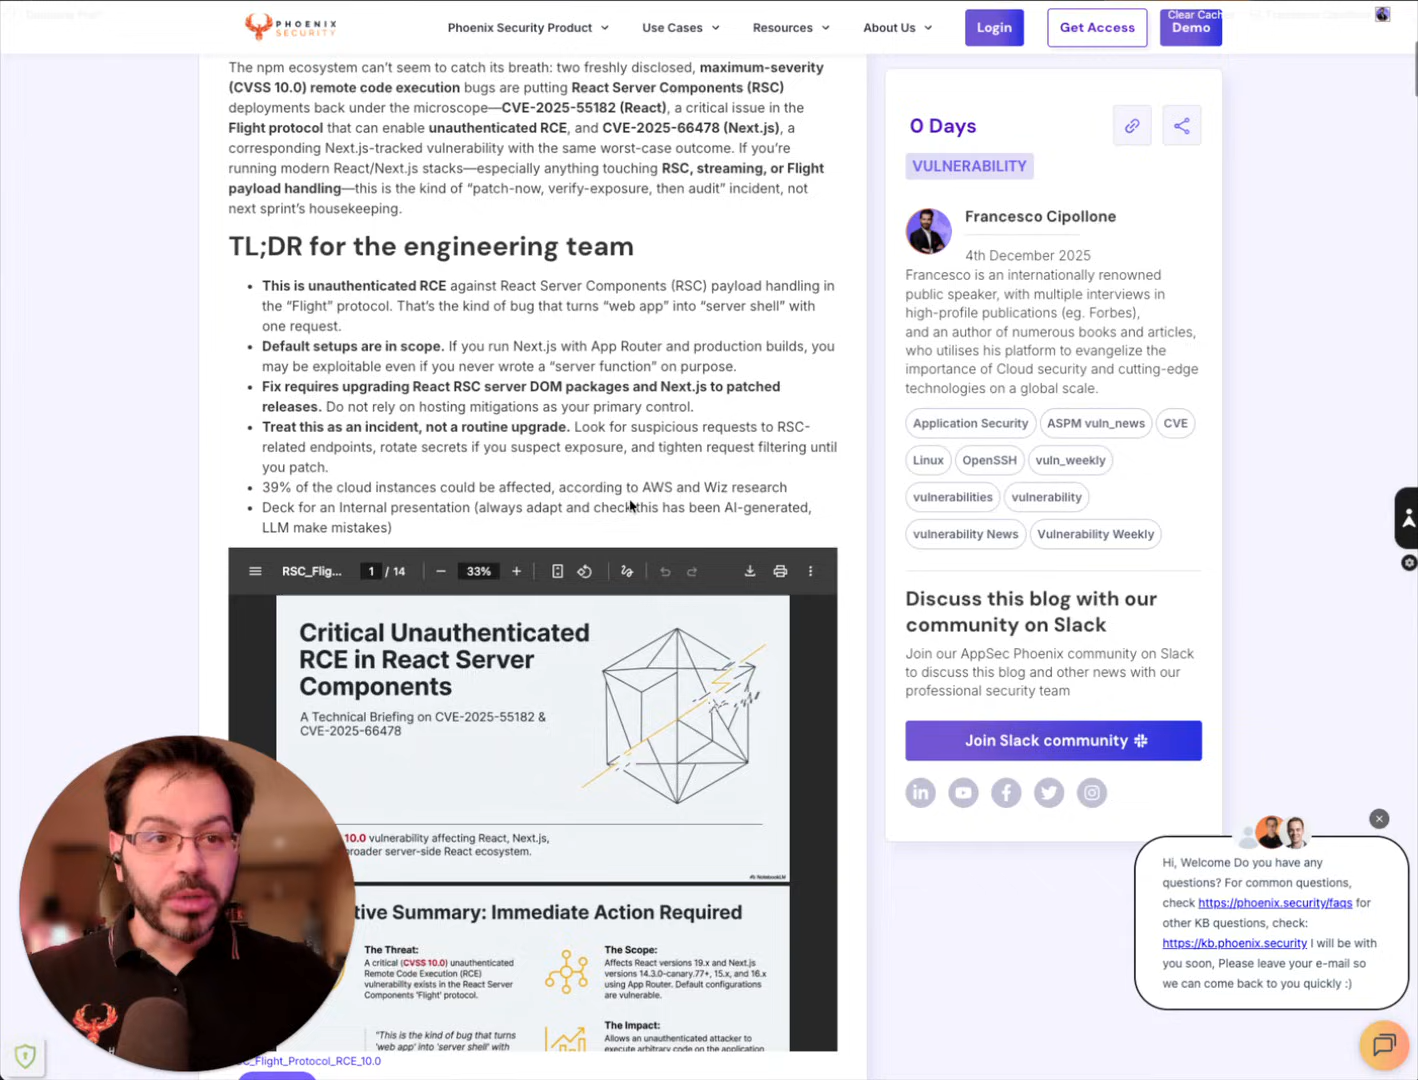 PHOENIX
SECURITY
Phoenix Security Product
Use Cases
Resources
About Us
Login
Get Access
Clear Cach
Demo
The npm ecosystem can’t seem to catch its breath: two freshly disclosed, maximum-severity
(CVSS 10.0) remote code execution bugs are putting React Server Components (RSC)
deployments back under the microscope—CVE-2025-55182 (React), a critical issue in the
Flight protocol that can enable unauthenticated RCE, and CVE-2025-66478 (Next.js), a
corresponding Next.js-tracked vulnerability with the same worst-case outcome. If you’re
running modern React/Next.js stacks—especially anything touching RSC, streaming, or Flight
payload handling—this is the kind of “patch-now, verify-exposure, then audit” incident, not
next sprint’s housekeeping.
TL;DR for the engineering team
• This is unauthenticated RCE against React Server Components (RSC) payload handling in
the “Flight” protocol. That’s the kind of bug that turns “web app” into “server shell” with
one request.
• Default setups are in scope. If you run Next.js with App Router and production builds, you
may be exploitable even if you never wrote a “server function” on purpose.
• Fix requires upgrading React RSC server DOM packages and Next.js to patched
releases. Do not rely on hosting mitigations as your primary control.
• Treat this as an incident, not a routine upgrade. Look for suspicious requests to RSC-
related endpoints, rotate secrets if you suspect exposure, and tighten request filtering until
you patch.
• 39% of the cloud instances could be affected, according to AWS and Wiz research
• Deck for an Internal presentation (always adapt and check this has been AI-generated,
LLM make mistakes)
RSC_Flig...
1 / 14
33%
Critical Unauthenticated
RCE in React Server
Components
A Technical Briefing on CVE-2025-55182 &
CVE-2025-66478
10.0 vulnerability affecting React, Next.js,
roader server-side React ecosystem.
NotebookLM
tive Summary: Immediate Action Required
The Threat:
A critical (CVSS 10.0) unauthenticated
Remote Code Execution (RCE)
vulnerability exists in the React Server
Components 'Flight' protocol.
The Scope:
Affects React versions 19.x and Next.js
versions 14.3.0-canary.77+, 15.x, and 16.x
using App Router. Default configurations
are vulnerable.
"This is the kind of bug that turns
'web app' into 'server shell' with
The Impact:
Allows an unauthenticated attacker to
execute arbitrary code on the application
_Flight_Protocol_RCE_10.0
0 Days
VULNERABILITY
Francesco Cipollone
4th December 2025
Francesco is an internationally renowned
public speaker, with multiple interviews in
high-profile publications (eg. Forbes),
and an author of numerous books and articles,
who utilises his platform to evangelize the
importance of Cloud security and cutting-edge
technologies on a global scale.
Application Security
ASPM vuln_news
CVE
Linux
OpenSSH
vuln_weekly
vulnerabilities
vulnerability
vulnerability News
Vulnerability Weekly
Discuss this blog with our
community on Slack
Join our AppSec Phoenix community on Slack
to discuss this blog and other news with our
professional security team
Join Slack community
Hi, Welcome Do you have any
questions? For common questions,
check https://phoenix.security/faqs for
other KB questions, check:
https://kb.phoenix.security I will be with
you soon, Please leave your e-mail so
we can come back to you quickly :)